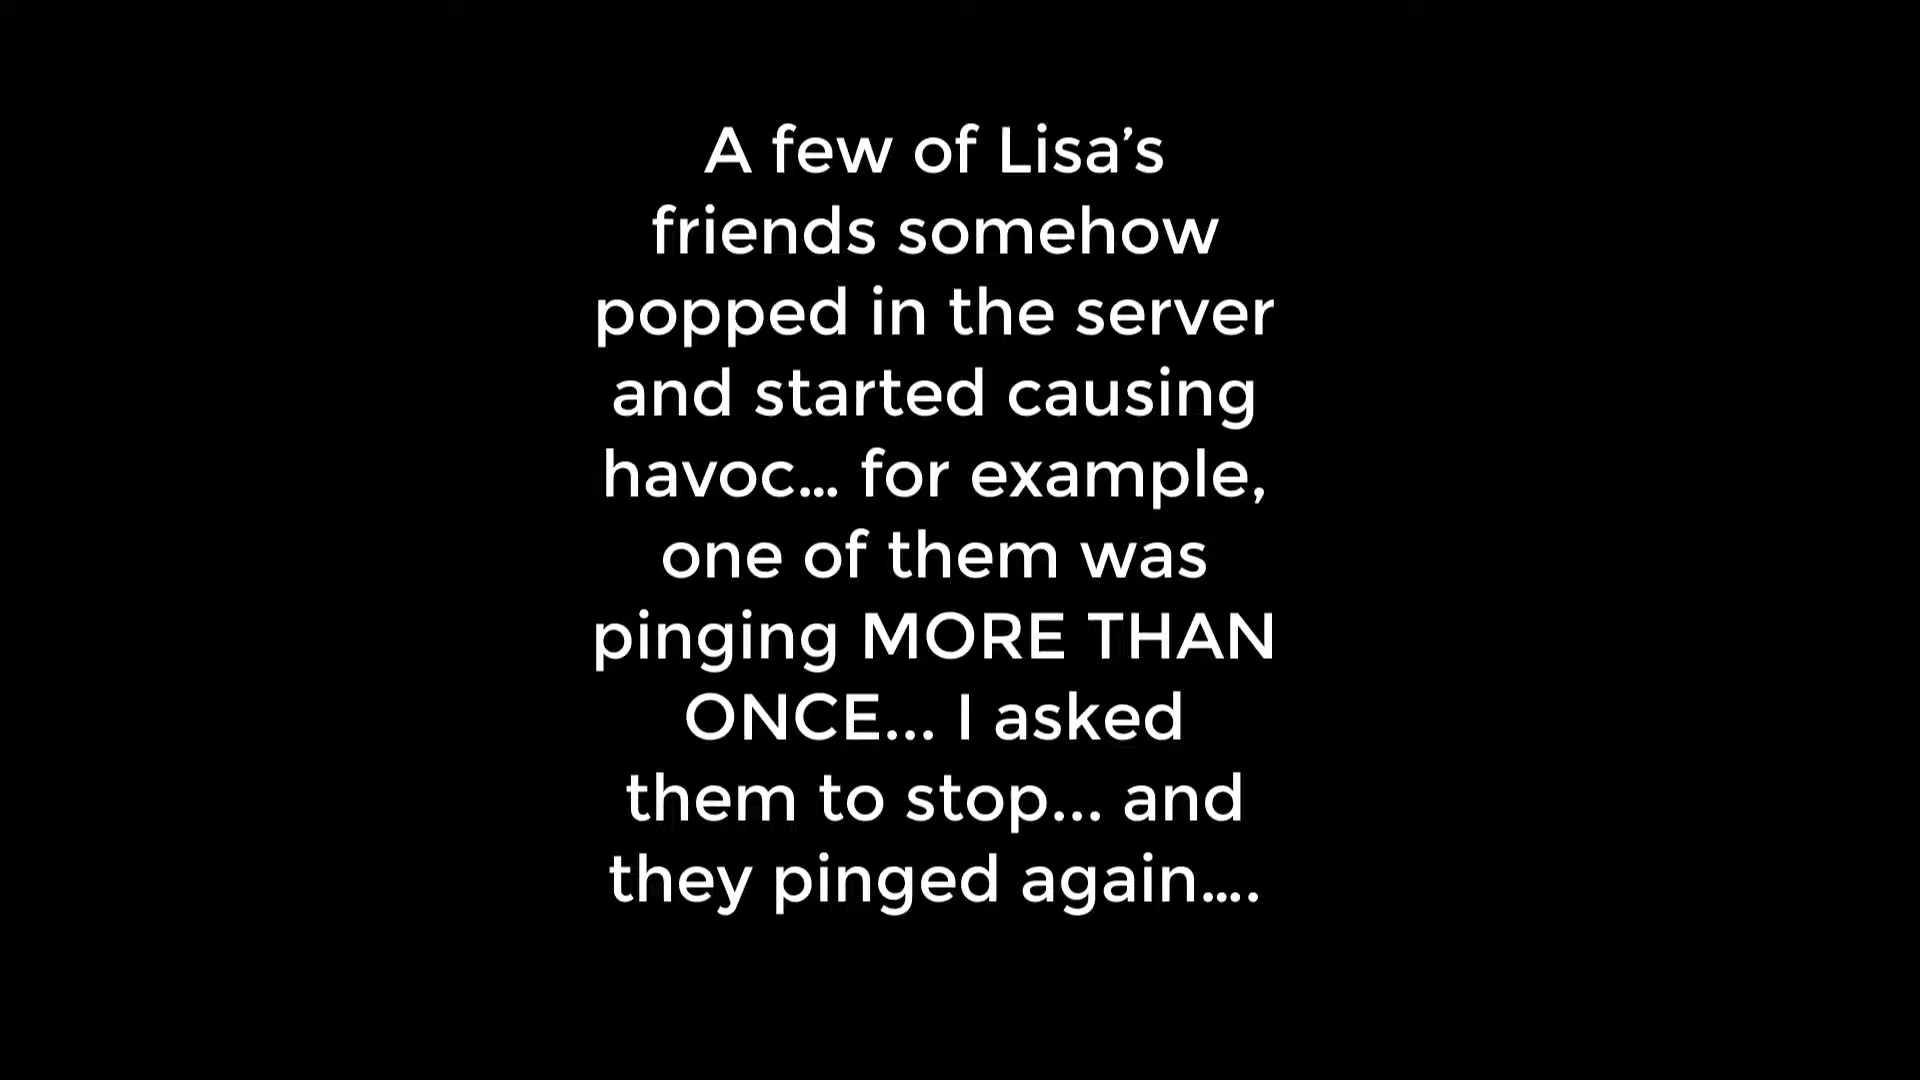 A few of Lisa’s
friends somehow
popped in the server
and started causing
havoc… for example,
one of them was
pinging MORE THAN
ONCE... I asked
them to stop... and
they pinged again….